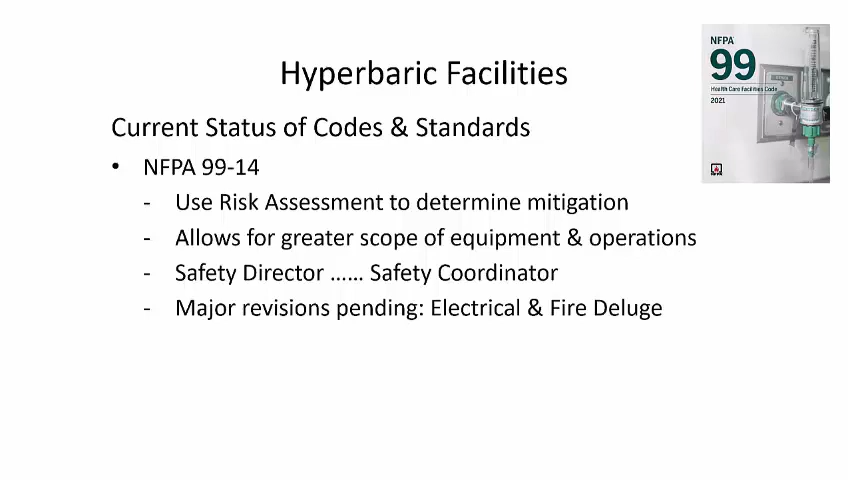 Hyperbaric Facilities
Current Status of Codes & Standards
• NFPA 99-14
- Use Risk Assessment to determine mitigation
- Allows for greater scope of equipment & operations
- Safety Director ...... Safety Coordinator
- Major revisions pending: Electrical & Fire Deluge
NFPA
99
Health Care Facilities Code
2021
NFPA